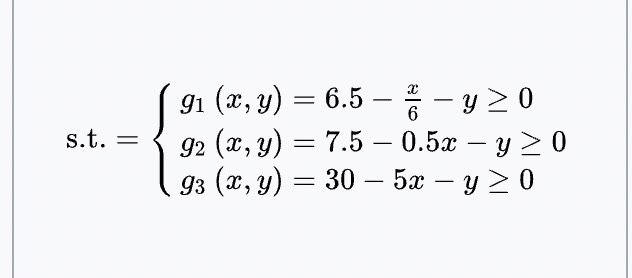 s.t. = { g₁ (x, y) = 6.5 − x/6 − y ≥ 0
g₂ (x, y) = 7.5 − 0.5x − y ≥ 0
g₃ (x, y) = 30 − 5x − y ≥ 0